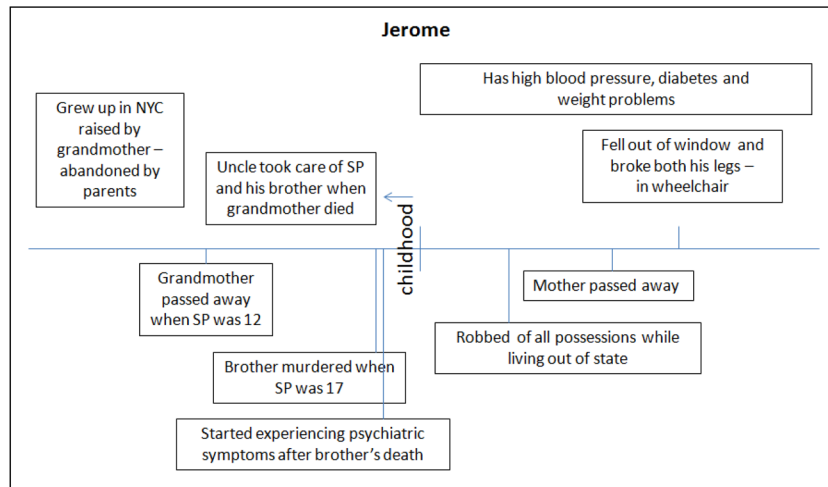 Jerome
Has high blood pressure, diabetes and
weight problems
Grew up in NYC
raised by
grandmother –
abandoned by
parents
Uncle took care of SP
and his brother when
grandmother died
Fell out of window and
broke both his legs –
in wheelchair
childhood
Grandmother
passed away
when SP was 12
Mother passed away
Robbed of all possessions while
living out of state
Brother murdered when
SP was 17
Started experiencing psychiatric
symptoms after brother's death